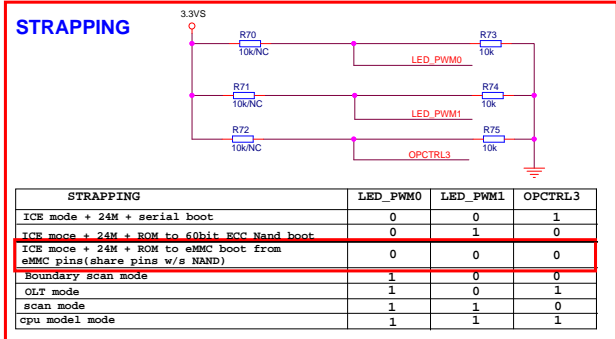 3.3VS
STRAPPING
R70
R73
10k/NC
10k
LED_PWM0
R71
R74
10k/NC
10k
LED_PWM1
R72
R75
10k/NC
10k
OPCTRL3
STRAPPING LED_PWM0 LED_PWM1 OPCTRL3
ICE mode + 24M + serial boot 0 0 1
ICE moce + 24M + ROM to 60bit ECC Nand boot 0 1 0
ICE moce + 24M + ROM to eMMC boot from
eMMC pins(share pins w/s NAND) 0 0 0
Boundary scan mode 1 0 0
OLT mode 1 0 1
scan mode 1 1 0
cpu model mode 1 1 1